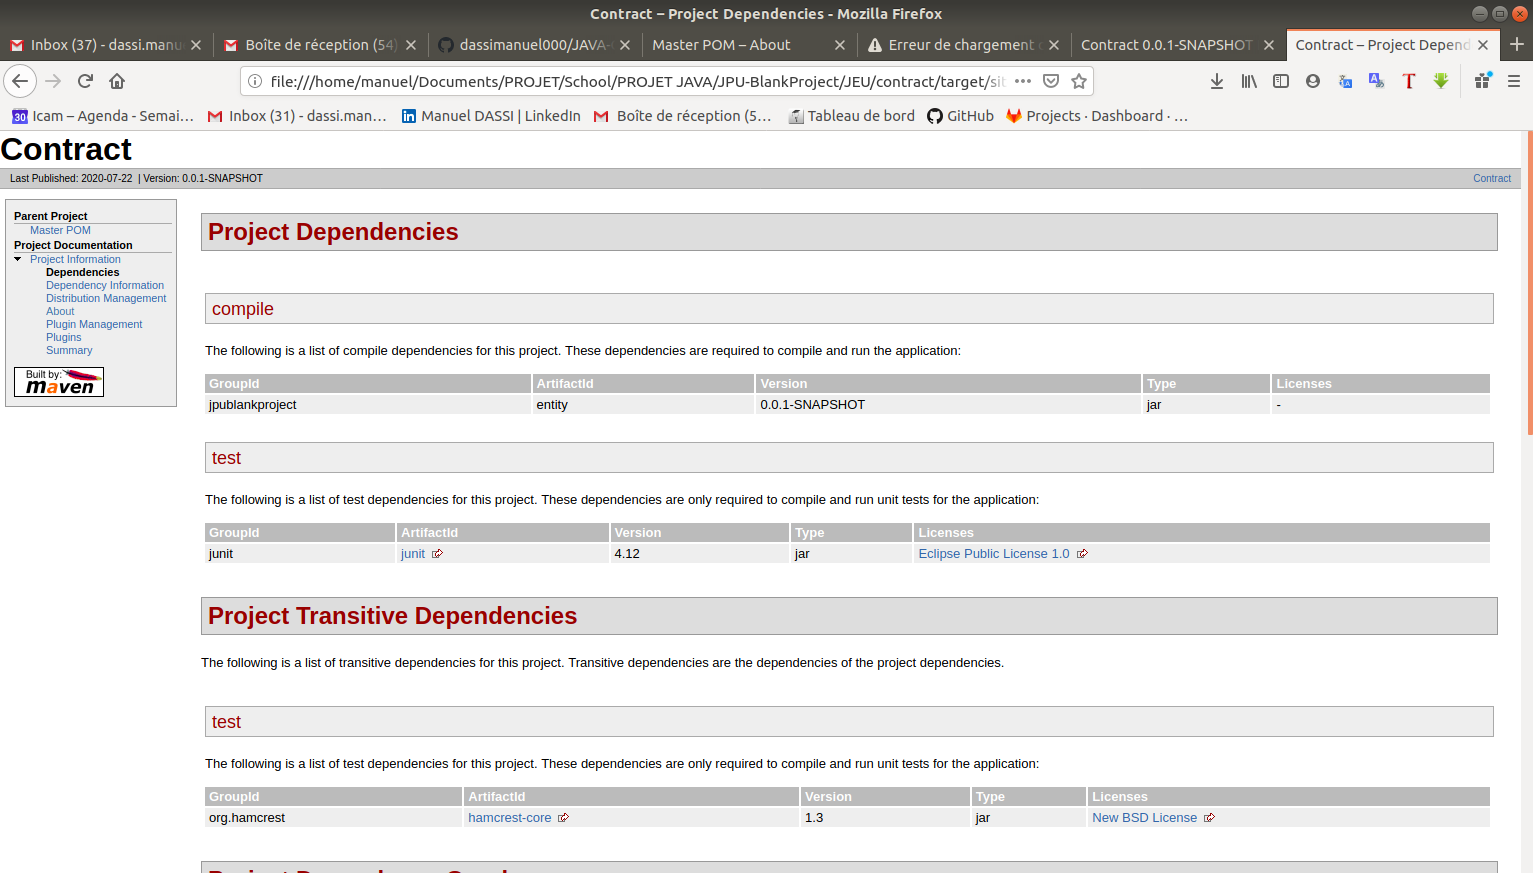 Contract – Project Dependencies - Mozilla Firefox
Inbox (37) - dassi.manu
Boîte de réception (54)
dassimanuel000/JAVA-
Master POM – About
Erreur de chargement
Contract 0.0.1-SNAPSHOT
Contract – Project Depend
file:///home/manuel/Documents/PROJET/School/PROJET JAVA/JPU-BlankProject/JEU/contract/target/sit
30 Icam – Agenda - Semai…
Inbox (31) - dassi.man…
Manuel DASSI | LinkedIn
Boîte de réception (5…
Tableau de bord
GitHub
Projects · Dashboard · …
Contract
Last Published: 2020-07-22 | Version: 0.0.1-SNAPSHOT
Contract
Parent Project
Master POM
Project Documentation
Project Information
Dependencies
Dependency Information
Distribution Management
About
Plugin Management
Plugins
Summary
Built by:
maven
Project Dependencies
compile
The following is a list of compile dependencies for this project. These dependencies are required to compile and run the application:
GroupId ArtifactId Version Type Licenses
jpublankproject entity 0.0.1-SNAPSHOT jar -
test
The following is a list of test dependencies for this project. These dependencies are only required to compile and run unit tests for the application:
GroupId ArtifactId Version Type Licenses
junit junit 4.12 jar Eclipse Public License 1.0
Project Transitive Dependencies
The following is a list of transitive dependencies for this project. Transitive dependencies are the dependencies of the project dependencies.
test
The following is a list of test dependencies for this project. These dependencies are only required to compile and run unit tests for the application:
GroupId ArtifactId Version Type Licenses
org.hamcrest hamcrest-core 1.3 jar New BSD License